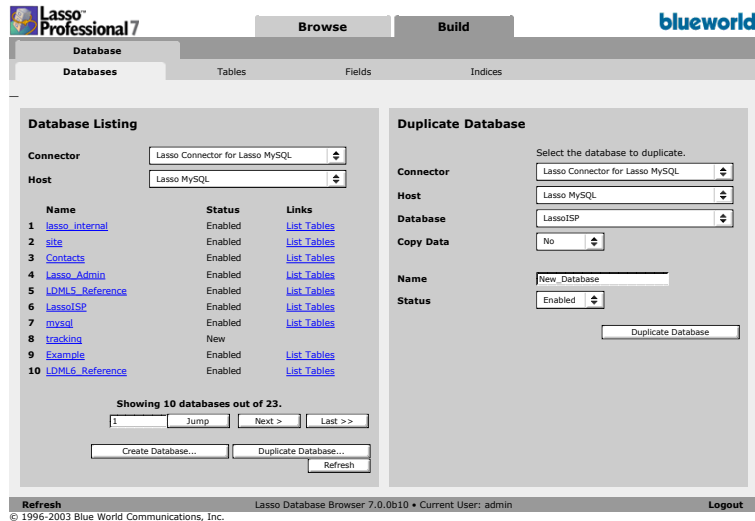 Lasso™
Professional 7
Browse
Build
blueworld
Database
Databases
Tables
Fields
Indices
Database Listing
Connector
Lasso Connector for Lasso MySQL
Host
Lasso MySQL
Name Status Links
1 lasso_internal Enabled List Tables
2 site Enabled List Tables
3 Contacts Enabled List Tables
4 Lasso_Admin Enabled List Tables
5 LDML5_Reference Enabled List Tables
6 LassoISP Enabled List Tables
7 mysql Enabled List Tables
8 tracking New
9 Example Enabled List Tables
10 LDML6_Reference Enabled List Tables
Showing 10 databases out of 23.
1 Jump Next > Last >>
Create Database... Duplicate Database...
Refresh
Duplicate Database
Select the database to duplicate.
Connector Lasso Connector for Lasso MySQL
Host Lasso MySQL
Database LassoISP
Copy Data No
Name New_Database
Status Enabled
Duplicate Database
Refresh Lasso Database Browser 7.0.0b10 • Current User: admin Logout
© 1996-2003 Blue World Communications, Inc.